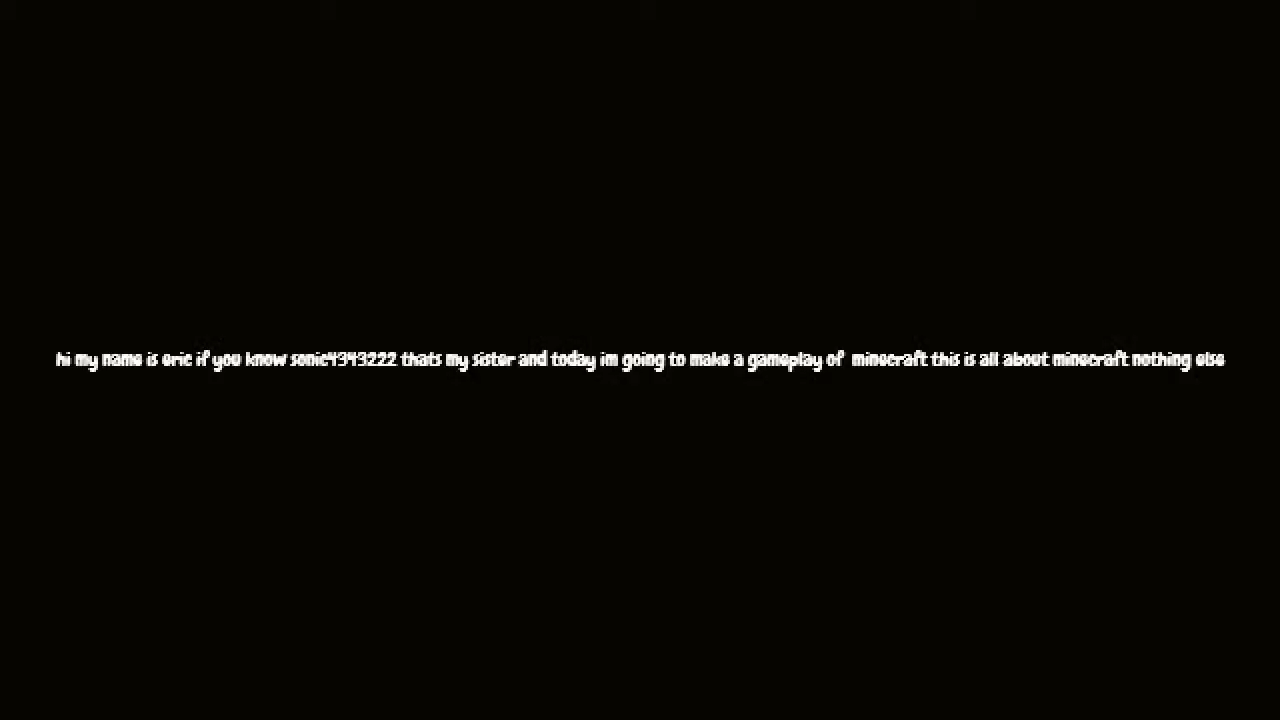 hi my name is eric if you know sonic4343222 thats my sister and today im going to make a gameplay of  minecraft this is all about minecraft nothing else